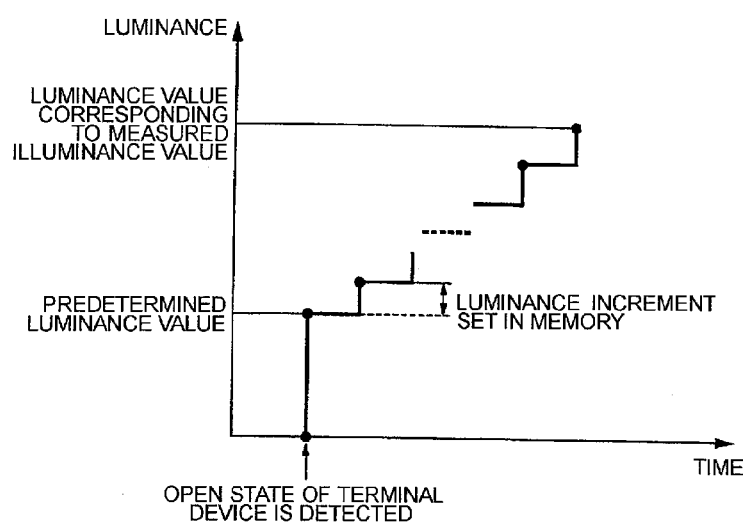 LUMINANCE
LUMINANCE VALUE
CORRESPONDING
TO MEASURED
ILLUMINANCE VALUE
PREDETERMINED
LUMINANCE VALUE
LUMINANCE INCREMENT
SET IN MEMORY
TIME
OPEN STATE OF TERMINAL
DEVICE IS DETECTED